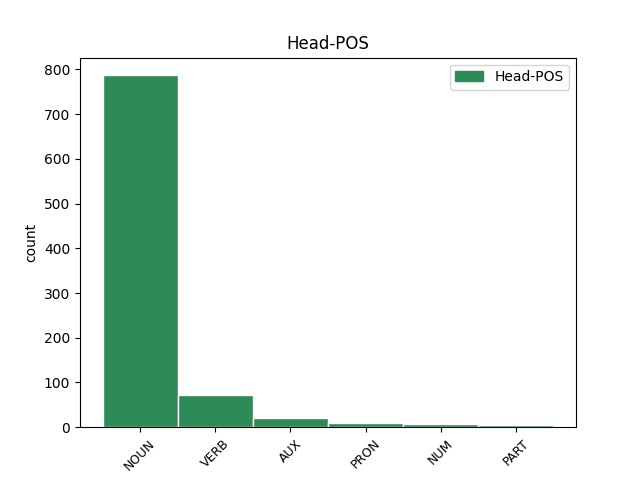 Head-POS
Head-POS
count
800
700
600
500
400
300
200
100
0
NOUN
VERB
AUX
PRON
NUM
PART